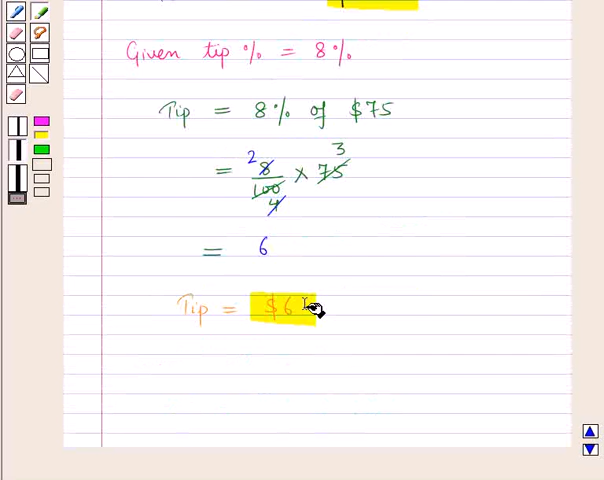 Given tip % = 8%
Tip = 8% of $75
2 3
= 8/100 × 75
4
= 6
Tip = $6